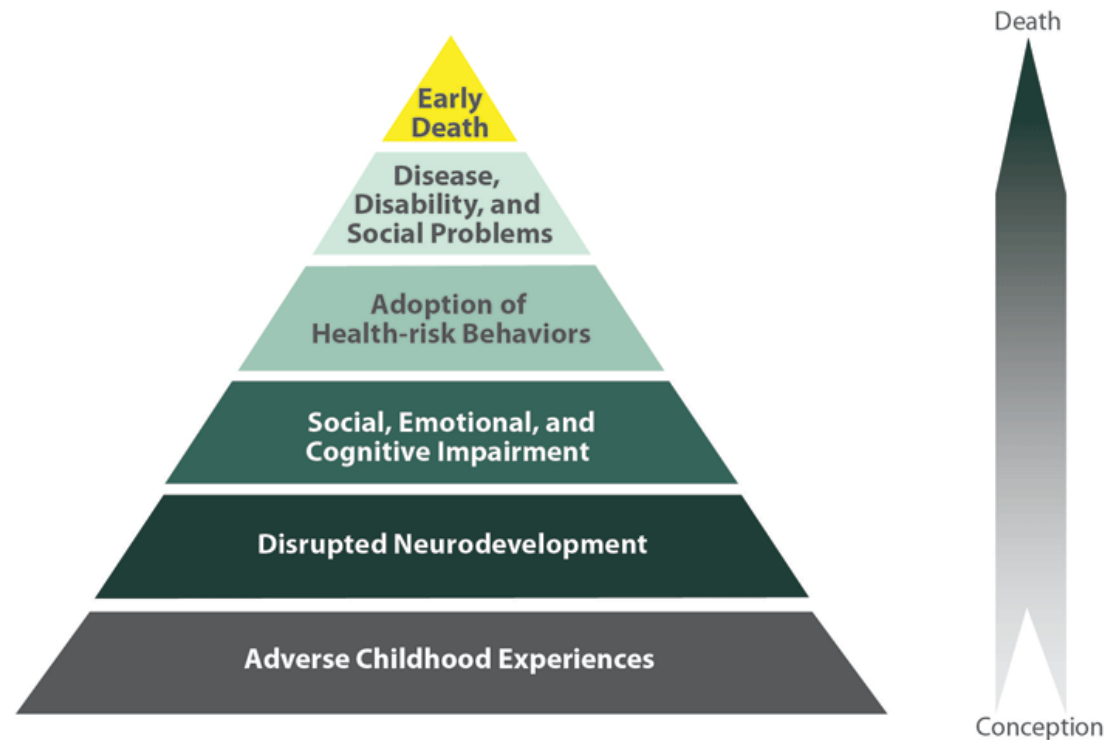 Death
Early
Death
Disease,
Disability, and
Social Problems
Adoption of
Health-risk Behaviors
Social, Emotional, and
Cognitive Impairment
Disrupted Neurodevelopment
Adverse Childhood Experiences
Conception